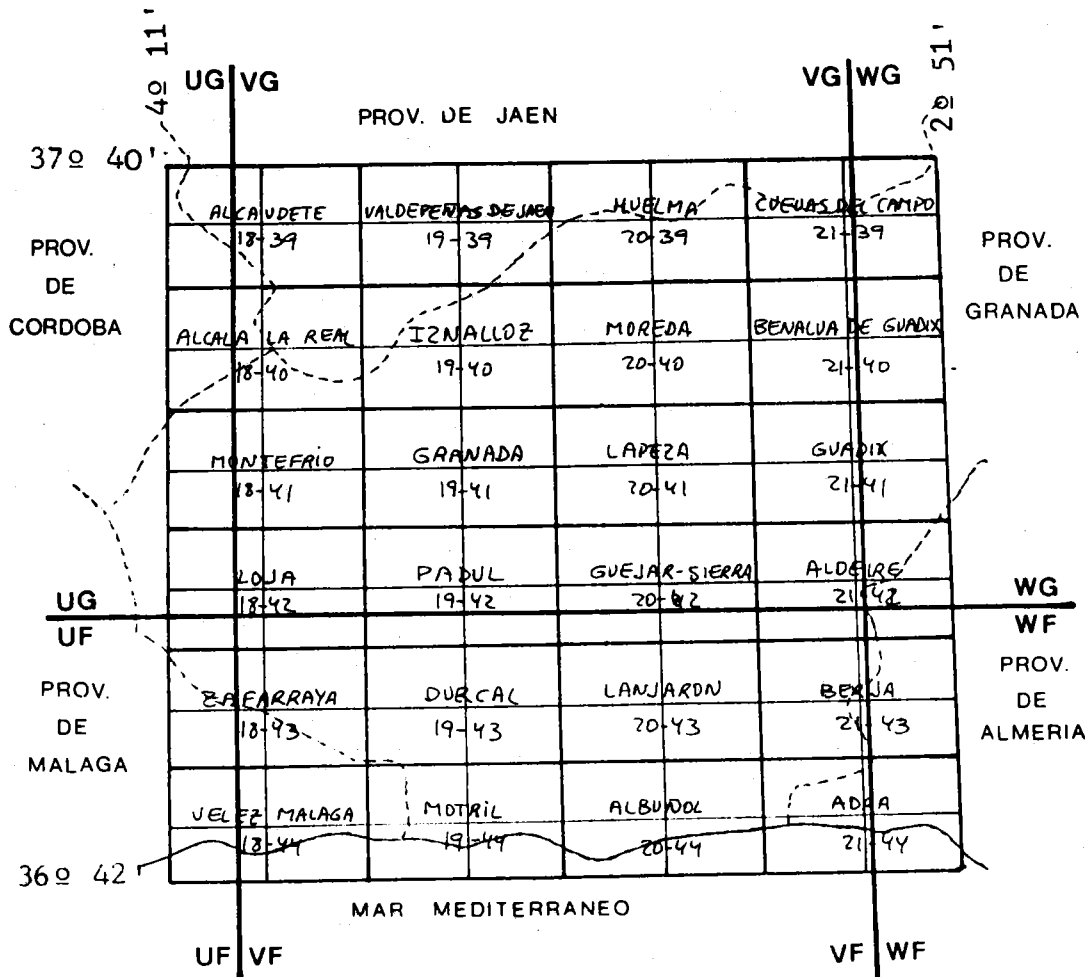 4º 11'
UG VG
VG WG
2º 51'
PROV. DE JAEN
37º 40'
ALCAUDETE VALDEPEÑAS DE JAEN HUELMA CUEVAS DEL CAMPO
18-39 19-39 20-39 21-39
PROV.
DE
CORDOBA
PROV.
DE
GRANADA
ALCALA LA REAL IZNALLOZ MOREDA BENALUA DE GUADIX
18-40 19-40 20-40 21-40
MONTEFRIO GRANADA LAPEZA GUADIX
18-41 19-41 20-41 21-41
LOJA PADUL GUEJAR-SIERRA ALDEIRE
18-42 19-42 20-42 21-42
UG WG
UF WF
PROV.
DE
MALAGA
PROV.
DE
ALMERIA
ZAFARRAYA DURCAL LANJARON BERJA
18-43 19-43 20-43 21-43
VELEZ MALAGA MOTRIL ALBUÑOL ADRA
18-44 19-44 20-44 21-44
36º 42'
MAR MEDITERRANEO
UF VF
VF WF